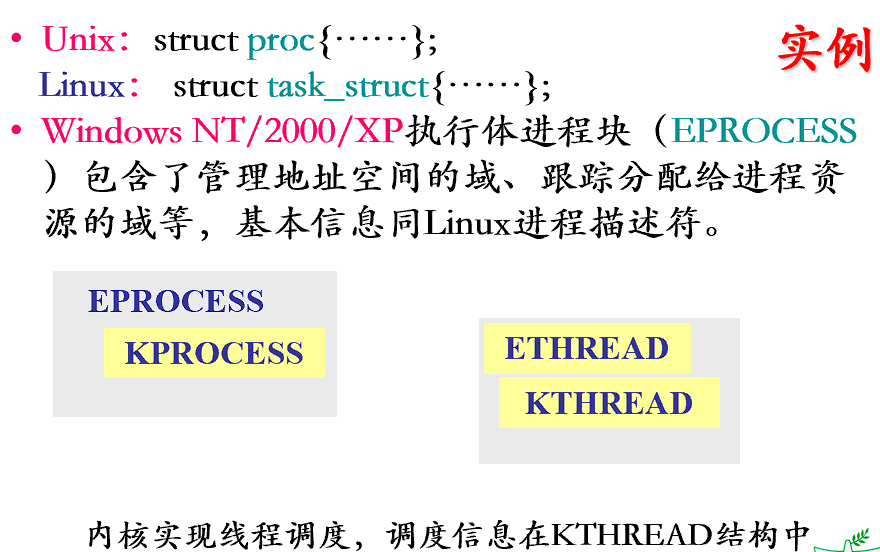 • Unix：struct proc{……};
实例
Linux： struct task_struct{……};
• Windows NT/2000/XP执行体进程块（EPROCESS
）包含了管理地址空间的域、跟踪分配给进程资
源的域等，基本信息同Linux进程描述符。
EPROCESS
KPROCESS
ETHREAD
KTHREAD
内核实现线程调度，调度信息在KTHREAD结构中